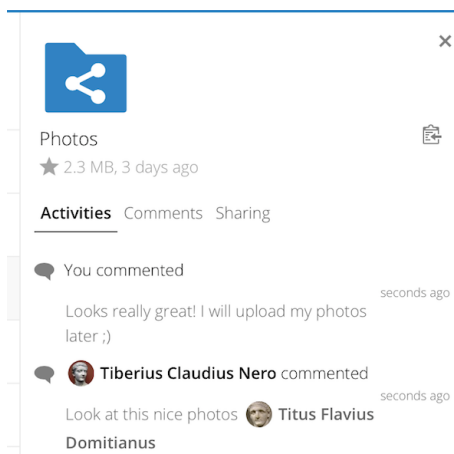 Photos
2.3 MB, 3 days ago
Activities Comments Sharing
You commented
seconds ago
Looks really great! I will upload my photos
later ;)
Tiberius Claudius Nero commented
seconds ago
Look at this nice photos Titus Flavius
Domitianus